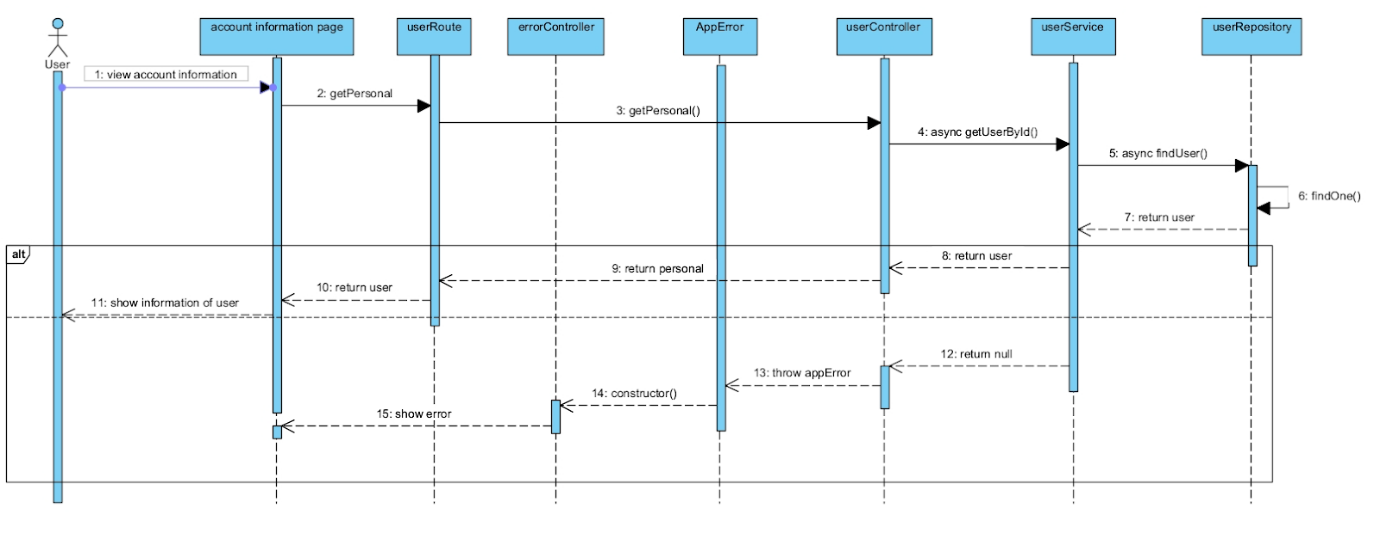 account information page
userRoute
errorController
AppError
userController
userService
userRepository
User
1: view account information
2: getPersonal
3: getPersonal()
4: async getUserById()
5: async findUser()
6: findOne()
7: return user
alt
8: return user
9: return personal
10: return user
11: show information of user
12: return null
13: throw appError
14: constructor()
15: show error